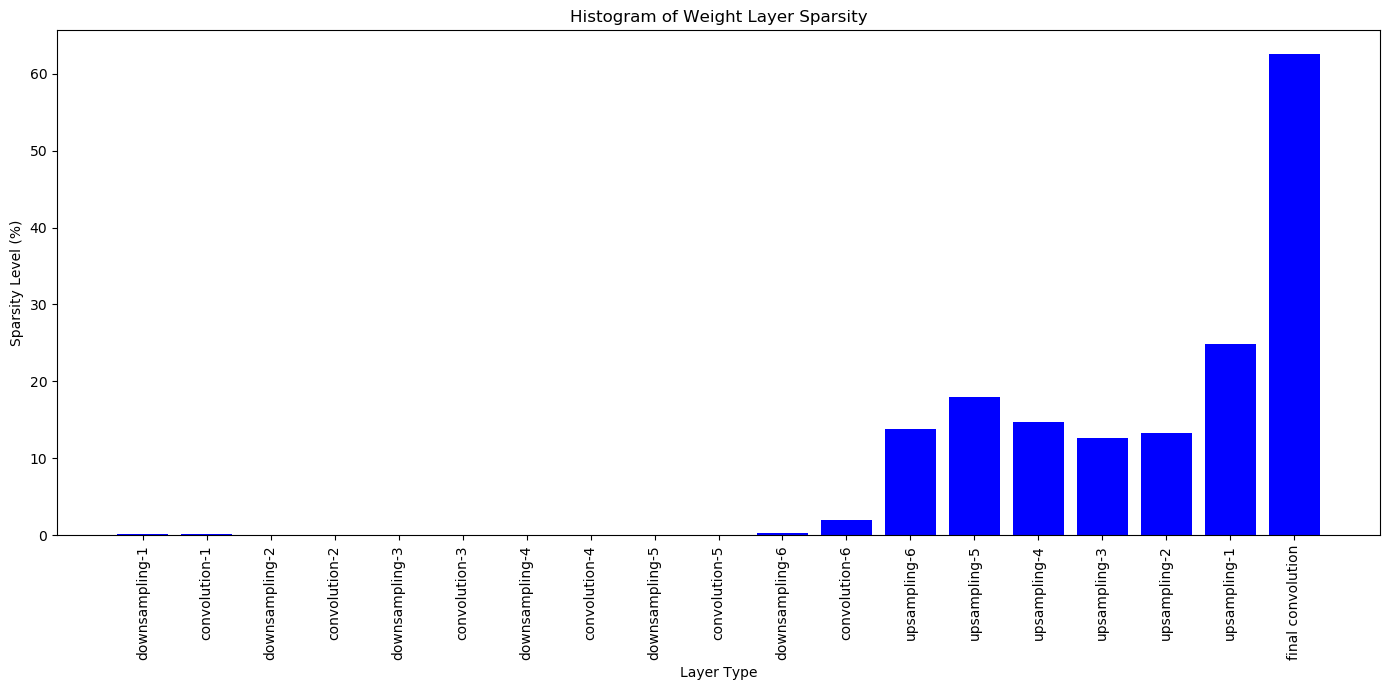 Histogram of Weight Layer Sparsity
Sparsity Level (%)
60
50
40
30
20
10
0
downsampling-1
convolution-1
downsampling-2
convolution-2
downsampling-3
convolution-3
downsampling-4
convolution-4
downsampling-5
convolution-5
downsampling-6
convolution-6
upsampling-6
upsampling-5
upsampling-4
upsampling-3
upsampling-2
upsampling-1
final convolution
Layer Type